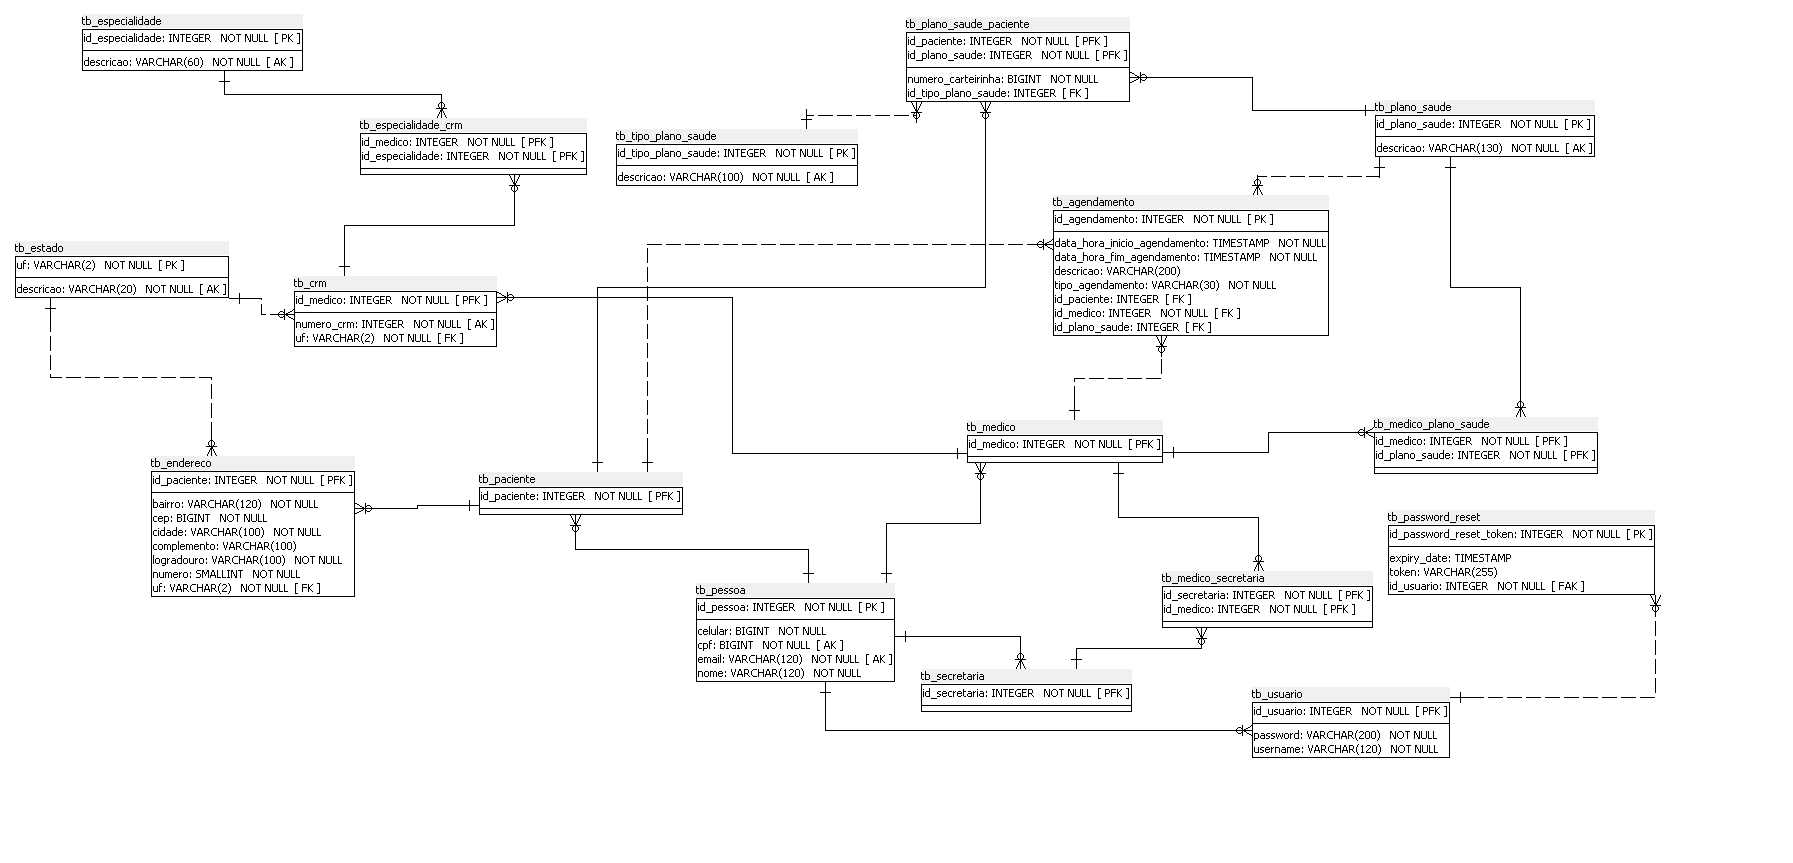 tb_especialidade
id_especialidade: INTEGER NOT NULL [ PK ]
descricao: VARCHAR(60) NOT NULL [ AK ]
tb_plano_saude_paciente
id_paciente: INTEGER NOT NULL [ PFK ]
id_plano_saude: INTEGER NOT NULL [ PFK ]
numero_carteirinha: BIGINT NOT NULL
id_tipo_plano_saude: INTEGER [ FK ]
tb_plano_saude
id_plano_saude: INTEGER NOT NULL [ PK ]
descricao: VARCHAR(130) NOT NULL [ AK ]
tb_especialidade_crm
id_medico: INTEGER NOT NULL [ PFK ]
id_especialidade: INTEGER NOT NULL [ PFK ]
tb_tipo_plano_saude
id_tipo_plano_saude: INTEGER NOT NULL [ PK ]
descricao: VARCHAR(100) NOT NULL [ AK ]
tb_agendamento
id_agendamento: INTEGER NOT NULL [ PK ]
data_hora_inicio_agendamento: TIMESTAMP NOT NULL
data_hora_fim_agendamento: TIMESTAMP NOT NULL
descricao: VARCHAR(200)
tipo_agendamento: VARCHAR(30) NOT NULL
id_paciente: INTEGER [ FK ]
id_medico: INTEGER NOT NULL [ FK ]
id_plano_saude: INTEGER [ FK ]
tb_estado
uf: VARCHAR(2) NOT NULL [ PK ]
descricao: VARCHAR(20) NOT NULL [ AK ]
tb_crm
id_medico: INTEGER NOT NULL [ PFK ]
numero_crm: INTEGER NOT NULL [ AK ]
uf: VARCHAR(2) NOT NULL [ FK ]
tb_medico
id_medico: INTEGER NOT NULL [ PFK ]
tb_medico_plano_saude
id_medico: INTEGER NOT NULL [ PFK ]
id_plano_saude: INTEGER NOT NULL [ PFK ]
tb_endereco
id_paciente: INTEGER NOT NULL [ PFK ]
bairro: VARCHAR(120) NOT NULL
cep: BIGINT NOT NULL
cidade: VARCHAR(100) NOT NULL
complemento: VARCHAR(100)
logradouro: VARCHAR(100) NOT NULL
numero: SMALLINT NOT NULL
uf: VARCHAR(2) NOT NULL [ FK ]
tb_paciente
id_paciente: INTEGER NOT NULL [ PFK ]
tb_password_reset
id_password_reset_token: INTEGER NOT NULL [ PK ]
expiry_date: TIMESTAMP
token: VARCHAR(255)
id_usuario: INTEGER NOT NULL [ FAK ]
tb_pessoa
id_pessoa: INTEGER NOT NULL [ PK ]
celular: BIGINT NOT NULL
cpf: BIGINT NOT NULL [ AK ]
email: VARCHAR(120) NOT NULL [ AK ]
nome: VARCHAR(120) NOT NULL
tb_medico_secretaria
id_secretaria: INTEGER NOT NULL [ PFK ]
id_medico: INTEGER NOT NULL [ PFK ]
tb_secretaria
id_secretaria: INTEGER NOT NULL [ PFK ]
tb_usuario
id_usuario: INTEGER NOT NULL [ PFK ]
password: VARCHAR(200) NOT NULL
username: VARCHAR(120) NOT NULL